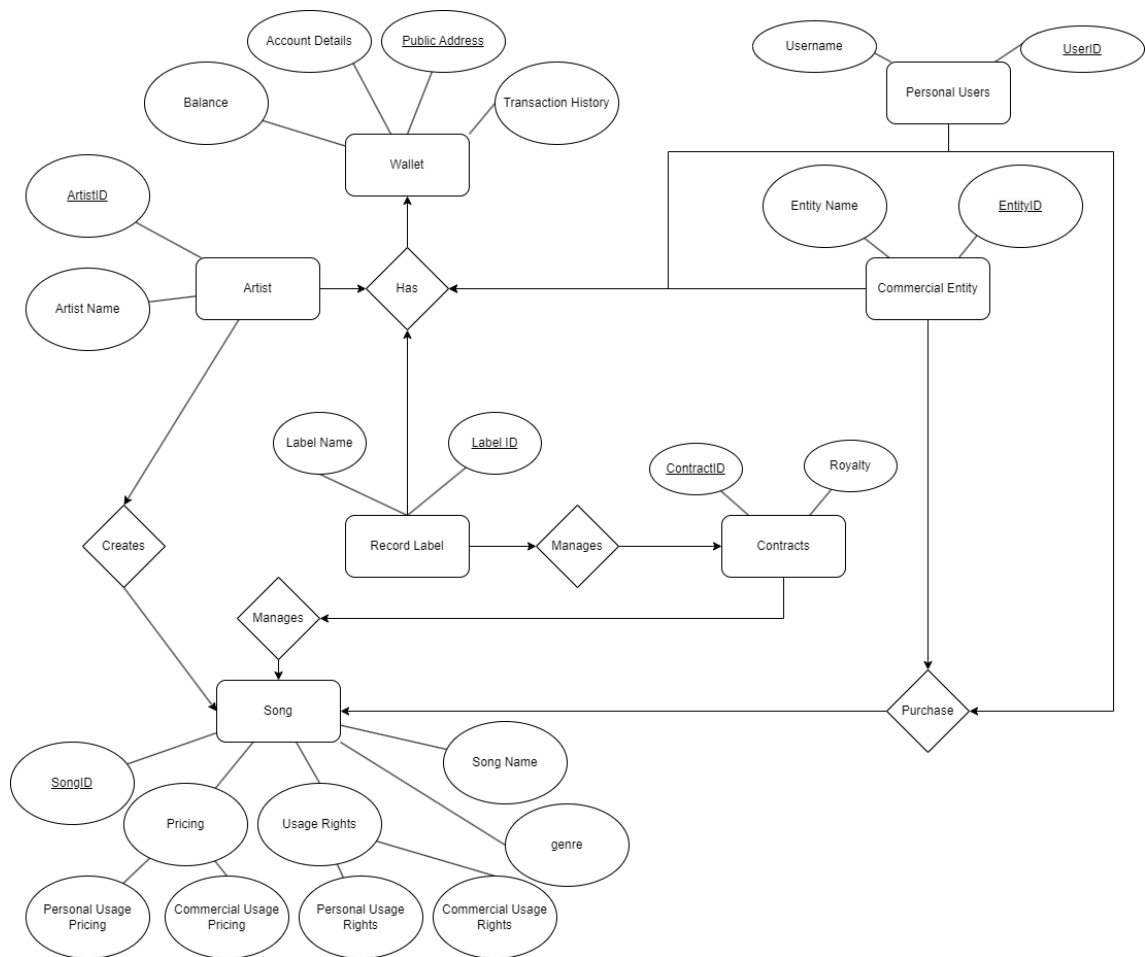 Account Details
Public Address
Username
UserID
Personal Users
Balance
Transaction History
Wallet
ArtistID
Entity Name
EntityID
Artist
Has
Commercial Entity
Artist Name
Label Name
Label ID
ContractID
Royalty
Creates
Record Label
Manages
Contracts
Manages
Song
Purchase
Song Name
SongID
Pricing
Usage Rights
genre
Personal Usage
Pricing
Commercial Usage
Pricing
Personal Usage
Rights
Commercial Usage
Rights